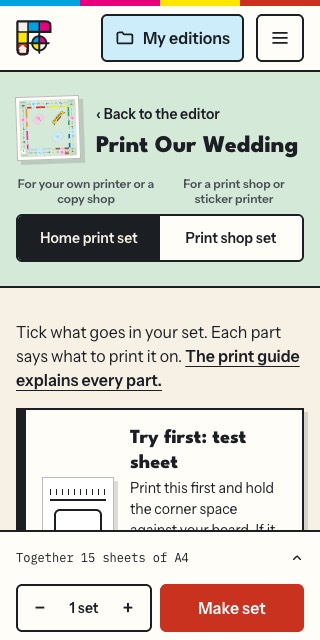 My editions
‹ Back to the editor
Print Our Wedding
For your own printer or a
copy shop
For a print shop or
sticker printer
Home print set
Print shop set
Tick what goes in your set. Each part
says what to print it on. The print guide
explains every part.
Try first: test
sheet
Print this first and hold
the corner space
against your board. If it
Together 15 sheets of A4
− 1 set +
Make set